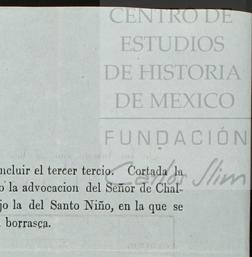 CENTRO DE
ESTUDIOS
DE HISTORIA
DE MEXICO
FUNDACIÓN
Carlos Slim
ncluir el tercer tercio. Cortada la
o la advocacion del Señor de Chal-
jo la del Santo Niño, en la que se
borrasca.